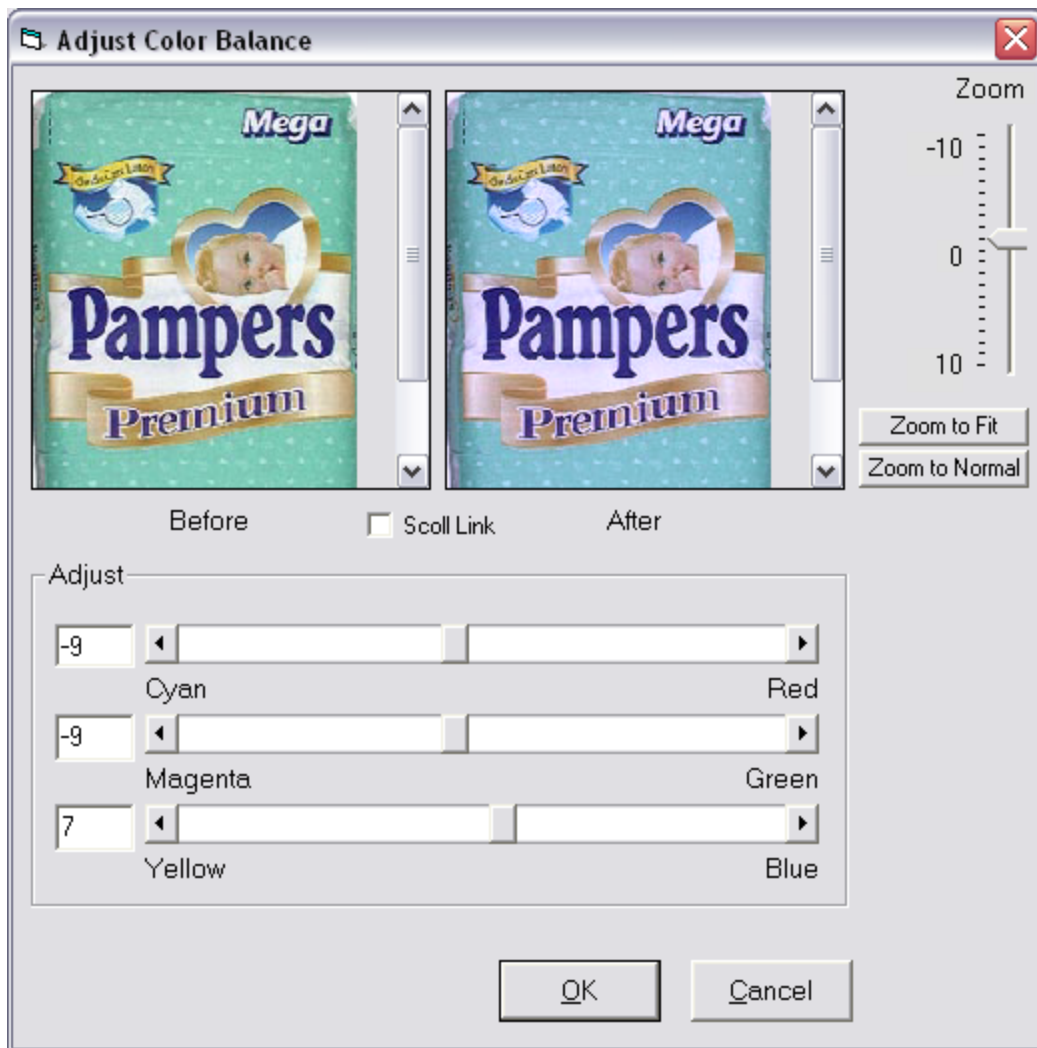 Adjust Color Balance
Mega
Pampers
Premium
Mega
Pampers
Premium
Zoom
-10
0
10
Zoom to Fit
Zoom to Normal
Before
Scoll Link
After
Adjust
-9
Cyan
Red
-9
Magenta
Green
7
Yellow
Blue
OK
Cancel